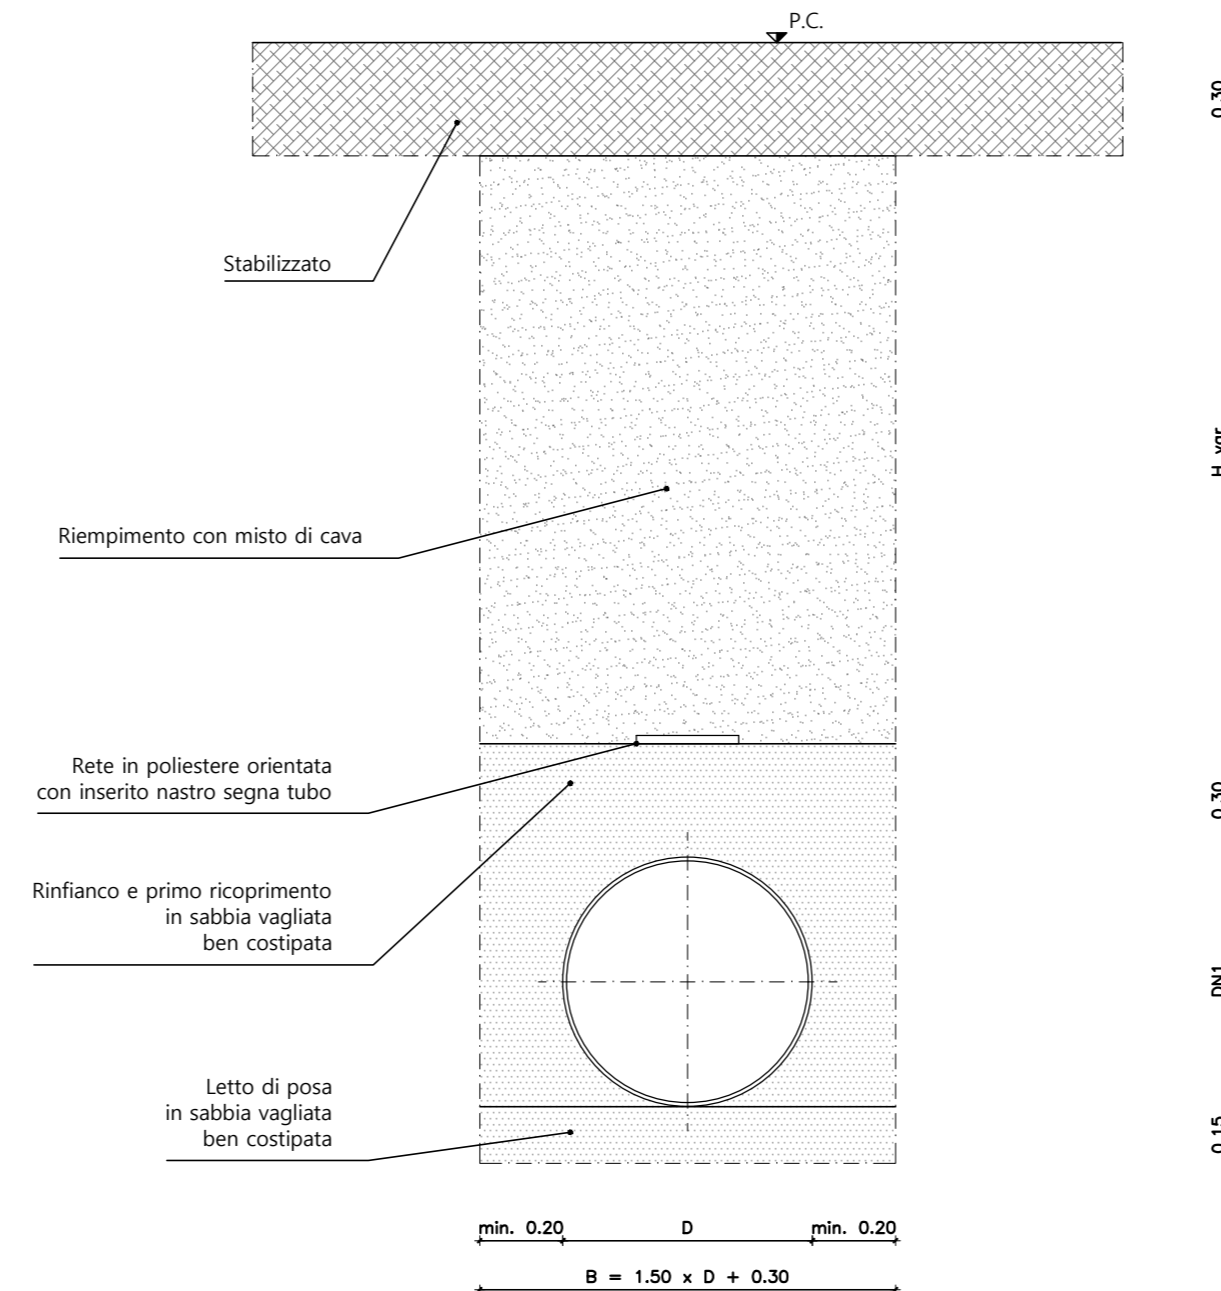 P.C.
0.30
Stabilizzato
H var
Riempimento con misto di cava
Rete in poliestere orientata
con inserito nastro segna tubo
0.30
Rinfianco e primo ricoprimento
in sabbia vagliata
ben costipata
DN1
Letto di posa
in sabbia vagliata
ben costipata
0.15
min. 0.20 D min. 0.20
B = 1.50 x D + 0.30